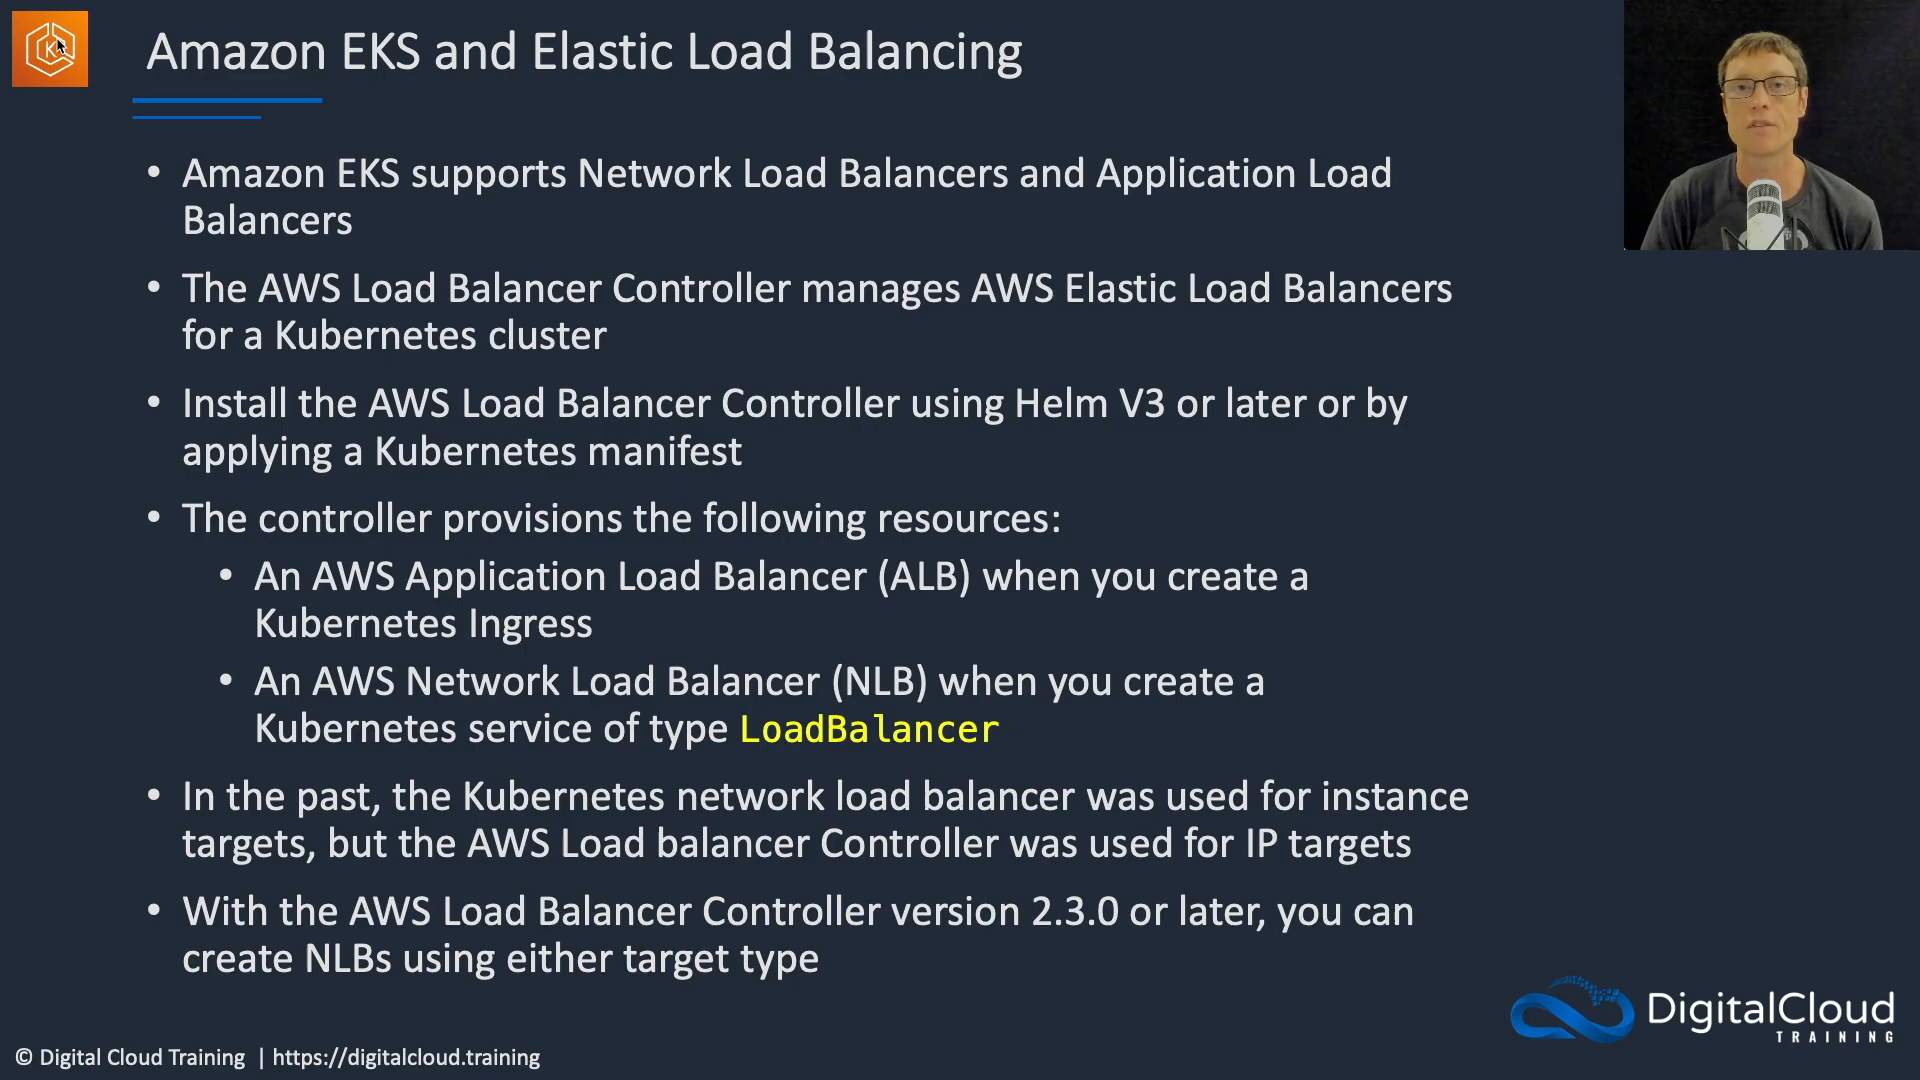 Amazon EKS and Elastic Load Balancing
• Amazon EKS supports Network Load Balancers and Application Load
Balancers
• The AWS Load Balancer Controller manages AWS Elastic Load Balancers
for a Kubernetes cluster
• Install the AWS Load Balancer Controller using Helm V3 or later or by
applying a Kubernetes manifest
• The controller provisions the following resources:
• An AWS Application Load Balancer (ALB) when you create a
Kubernetes Ingress
• An AWS Network Load Balancer (NLB) when you create a
Kubernetes service of type LoadBalancer
• In the past, the Kubernetes network load balancer was used for instance
targets, but the AWS Load balancer Controller was used for IP targets
• With the AWS Load Balancer Controller version 2.3.0 or later, you can
create NLBs using either target type
DigitalCloud
TRAINING
© Digital Cloud Training | https://digitalcloud.training